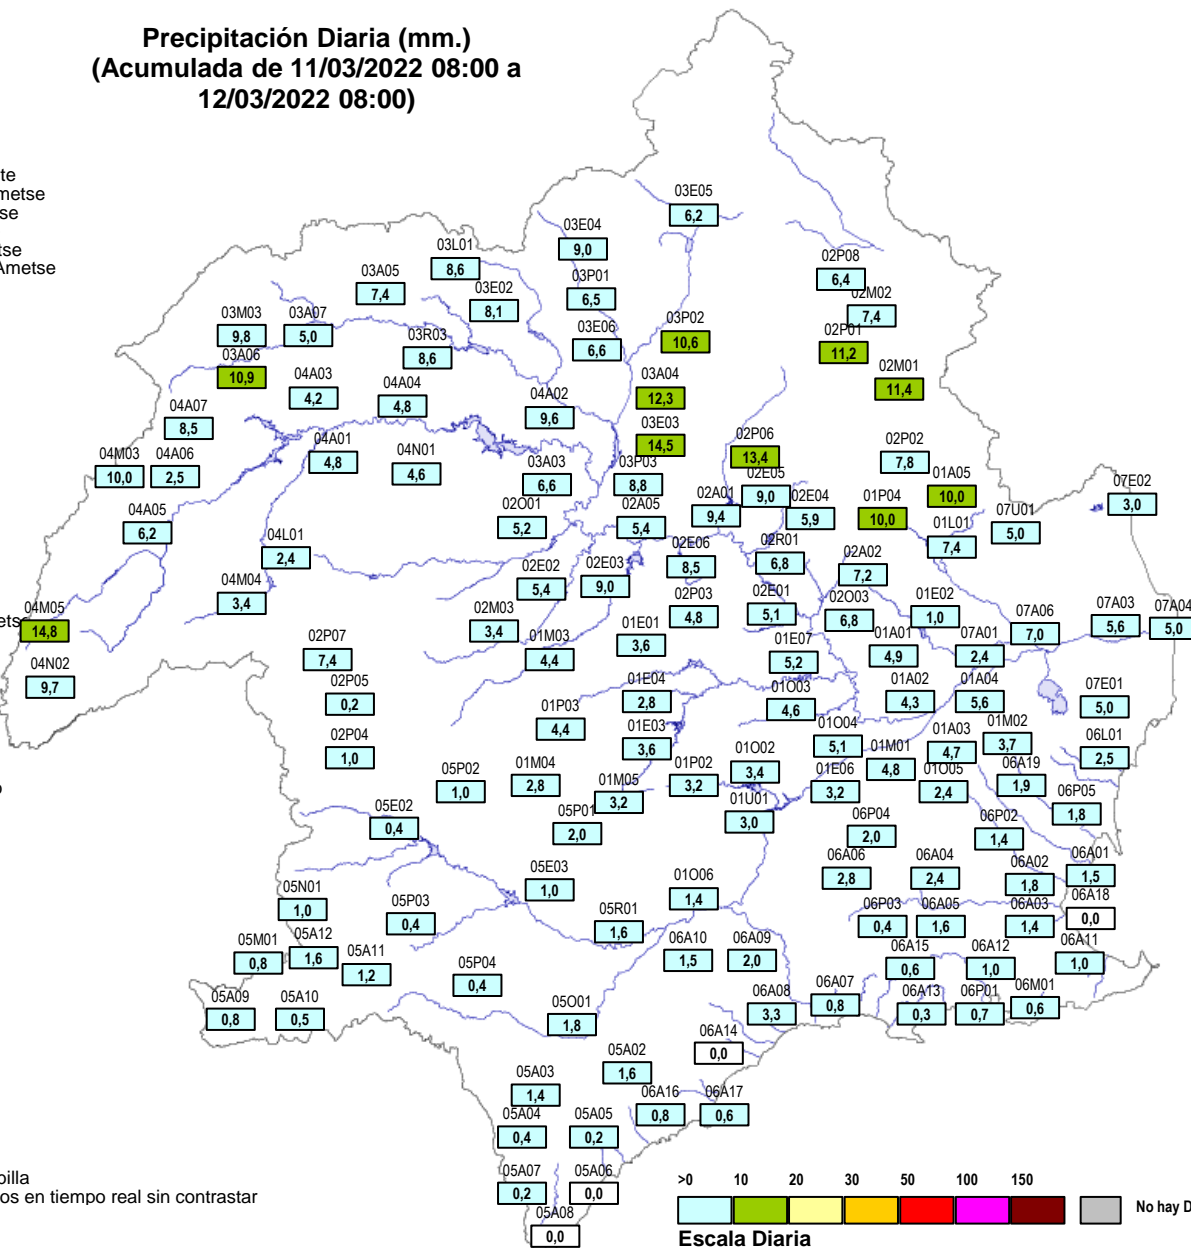 Precipitación Diaria (mm.)
(Acumulada de 11/03/2022 08:00 a
12/03/2022 08:00)
te
metse
se
tse
Ametse
03E05
6,2
03E04
9,0
03L01
8,6
02P08
6,4
03A05
7,4
03P01
6,5
03E02
8,1
02M02
7,4
03M03
9,8
03A07
5,0
03P02
10,6
02P01
11,2
03R03
8,6
03E06
6,6
03A06
10,9
02M01
11,4
04A03
4,2
04A04
4,8
03A04
12,3
04A02
9,6
04A07
8,5
03E03
14,5
02P06
13,4
02P02
7,8
04A01
4,8
04N01
4,6
04M03
10,0
04A06
2,5
03A03
6,6
03P03
8,8
02E05
9,0
01A05
10,0
07E02
3,0
02A01
9,4
02E04
5,9
01P04
10,0
04A05
6,2
02O01
5,2
02A05
5,4
07U01
5,0
01L01
7,4
04L01
2,4
02E06
8,5
02R01
6,8
02A02
7,2
02E02
5,4
02E03
9,0
04M04
3,4
02P03
4,8
02E01
5,1
02O03
6,8
01E02
1,0
07A03
5,6
07A04
5,0
04M05
14,8
ets
02M03
3,4
01E01
3,6
07A06
7,0
02P07
7,4
01M03
4,4
01E07
5,2
01A01
4,9
07A01
2,4
04N02
9,7
02P05
0,2
01E04
2,8
01O03
4,6
01A02
4,3
01A04
5,6
07E01
5,0
01P03
4,4
01E03
3,6
01O04
5,1
01A03
4,7
01M02
3,7
06L01
2,5
02P04
1,0
01O02
3,4
01M01
4,8
05P02
1,0
01M04
2,8
01M05
3,2
01P02
3,2
01E06
3,2
01O05
2,4
06A19
1,9
06P05
1,8
05E02
0,4
05P01
2,0
01U01
3,0
06P04
2,0
06P02
1,4
05E03
1,0
06A06
2,8
06A04
2,4
06A02
1,8
06A01
1,5
01O06
1,4
05N01
1,0
05P03
0,4
05R01
1,6
06P03
0,4
06A05
1,6
06A03
1,4
06A18
0,0
05M01
0,8
05A12
1,6
05A11
1,2
06A10
1,5
06A09
2,0
06A15
0,6
06A12
1,0
06A11
1,0
05P04
0,4
05A09
0,8
05A10
0,5
05O01
1,8
06A08
3,3
06A07
0,8
06A13
0,3
06P01
0,7
06M01
0,6
06A14
0,0
05A02
1,6
05A03
1,4
06A16
0,8
06A17
0,6
05A04
0,4
05A05
0,2
05A07
0,2
05A06
0,0
05A08
0,0
pilla
os en tiempo real sin contrastar
>0 10 20 30 50 100 150
No hay D
Escala Diaria